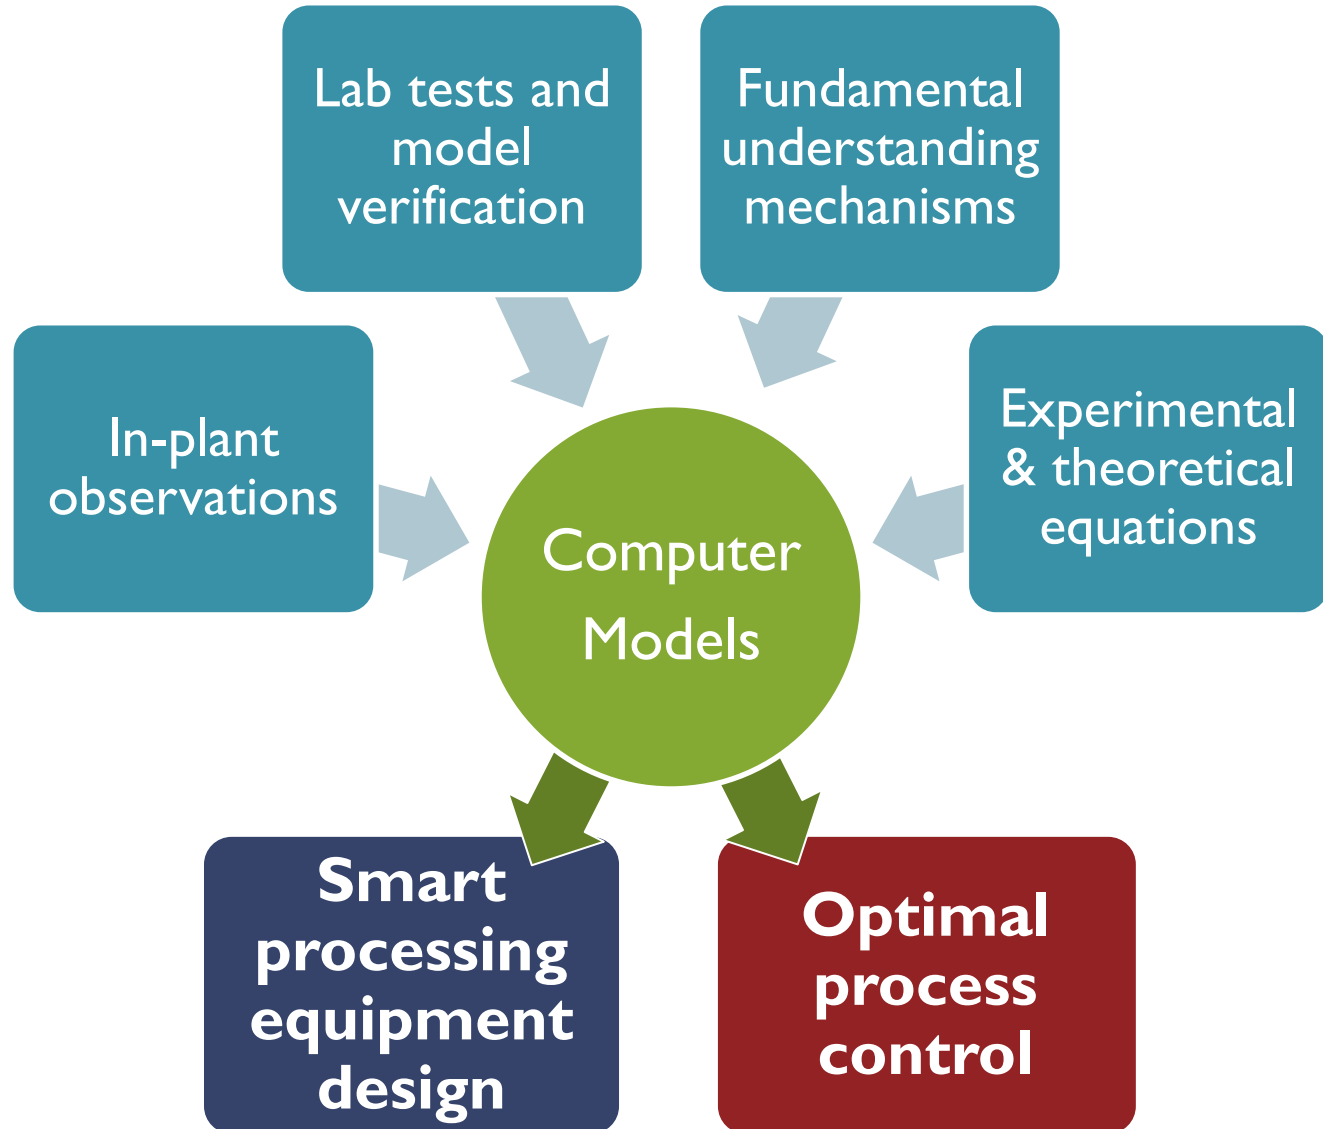 Lab tests and
model
verification
Fundamental
understanding
mechanisms
In-plant
observations
Experimental
& theoretical
equations
Computer
Models
Smart
processing
equipment
design
Optimal
process
control